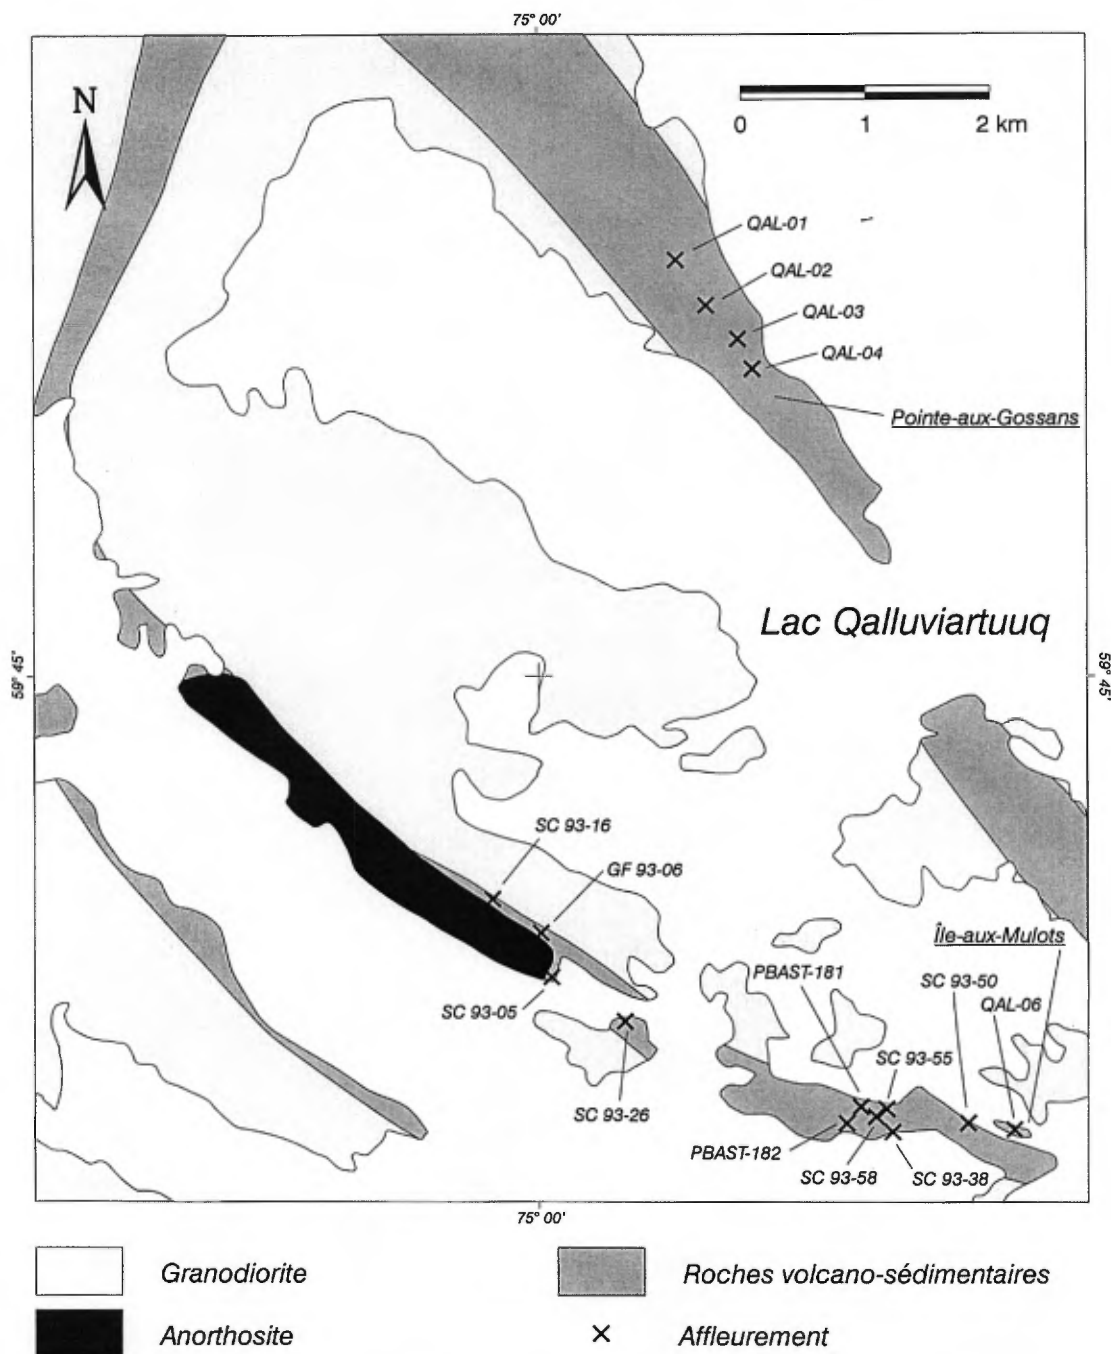 75° 00'
N
0 1 2 km
QAL-01
QAL-02
QAL-03
QAL-04
Pointe-aux-Gossans
Lac Qalluviartuuq
59° 45'
59° 45'
SC 93-16
GF 93-06
Île-aux-Mulots
PBAST-181
SC 93-50
QAL-06
SC 93-05
SC 93-55
SC 93-26
PBAST-182
SC 93-58
SC 93-38
75° 00'
Granodiorite
Roches volcano-sédimentaires
Anorthosite
Affleurement